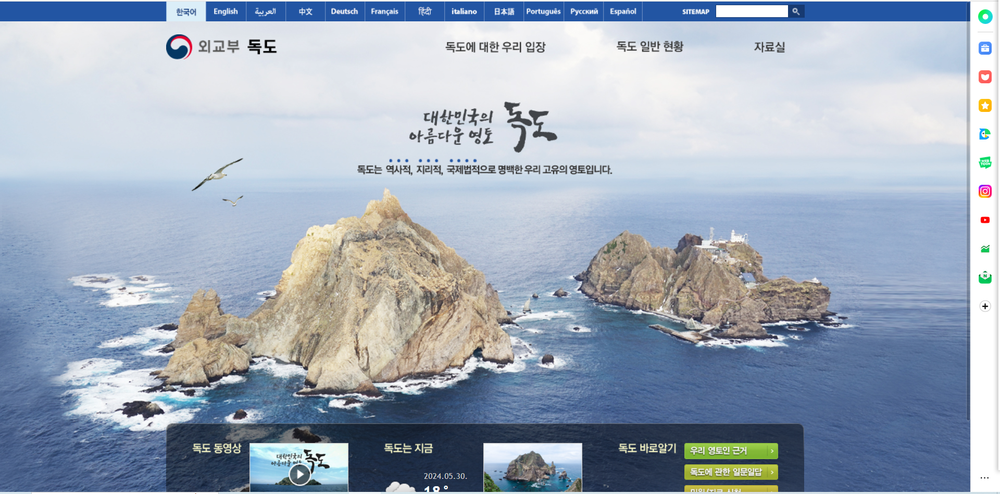 한국어 English العربية 中文 Deutsch Français हिंदी italiano 日本語 Português Русский Español SITEMAP
외교부 독도 독도에 대한 우리 입장 독도 일반 현황 자료실
대한민국의
아름다운 영토 독도
독도는 역사적, 지리적, 국제법적으로 명백한 우리 고유의 영토입니다.
독도 동영상
대한민국의
아름다운 영토 독도
독도는 지금
2024.05.30.
18°
독도 바로알기
우리 영토인 근거
독도에 관한 일문일답
WEB
TOON
N